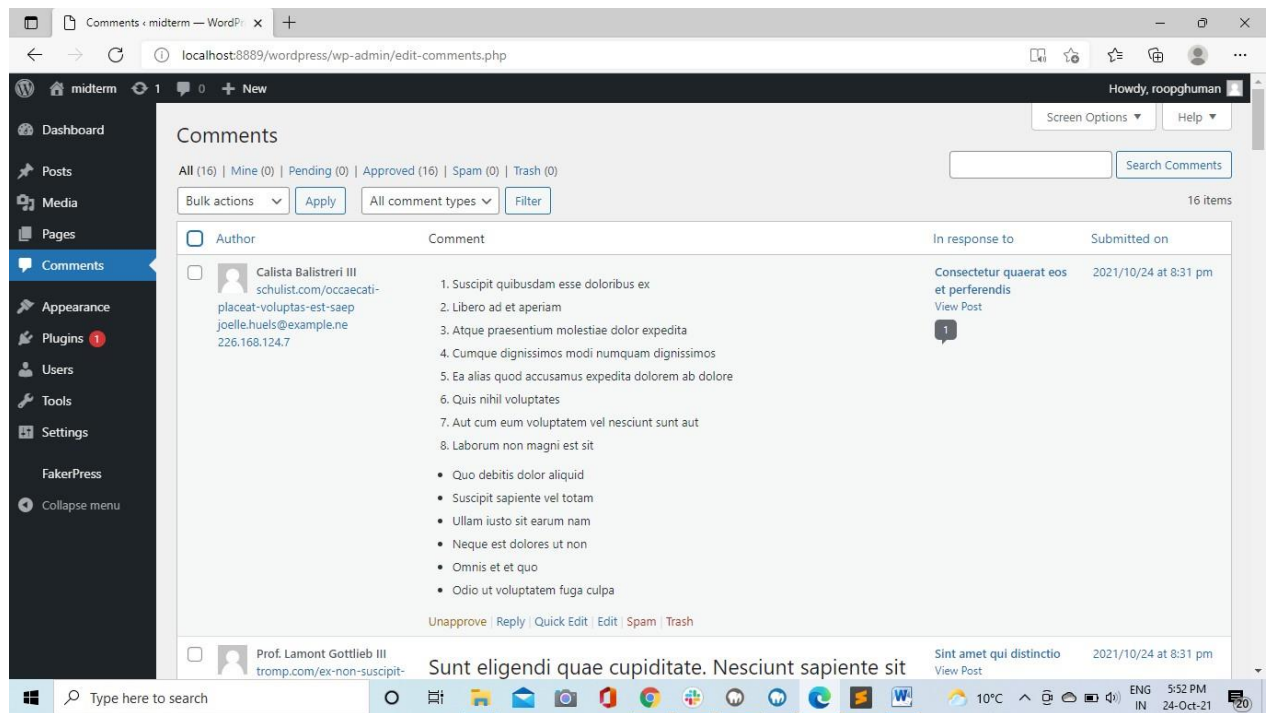 Comments ‹ midterm — WordPr
localhost:8889/wordpress/wp-admin/edit-comments.php
midterm 1 0 + New
Howdy, roopghuman
Screen Options ▼ Help ▼
Dashboard
Posts
Media
Pages
Comments
Appearance
Plugins 1
Users
Tools
Settings
FakerPress
Collapse menu
Comments
All (16) | Mine (0) | Pending (0) | Approved (16) | Spam (0) | Trash (0)
Search Comments
Bulk actions Apply All comment types Filter
16 items
Author Comment In response to Submitted on
Calista Balistreri III
schulist.com/occaecati-
placeat-voluptas-est-saep
joelle.huels@example.ne
226.168.124.7
1. Suscipit quibusdam esse doloribus ex
2. Libero ad et aperiam
3. Atque praesentium molestiae dolor expedita
4. Cumque dignissimos modi numquam dignissimos
5. Ea alias quod accusamus expedita dolorem ab dolore
6. Quis nihil voluptates
7. Aut cum eum voluptatem vel nesciunt sunt aut
8. Laborum non magni est sit
• Quo debitis dolor aliquid
• Suscipit sapiente vel totam
• Ullam iusto sit earum nam
• Neque est dolores ut non
• Omnis et et quo
• Odio ut voluptatem fuga culpa
Unapprove | Reply | Quick Edit | Edit | Spam | Trash
Consectetur quaerat eos
et perferendis
View Post
1
2021/10/24 at 8:31 pm
Prof. Lamont Gottlieb III
tromp.com/ex-non-suscipit-
Sunt eligendi quae cupiditate. Nesciunt sapiente sit
Sint amet qui distinctio
View Post
2021/10/24 at 8:31 pm
Type here to search
10°C
ENG
IN
5:52 PM
24-Oct-21
20